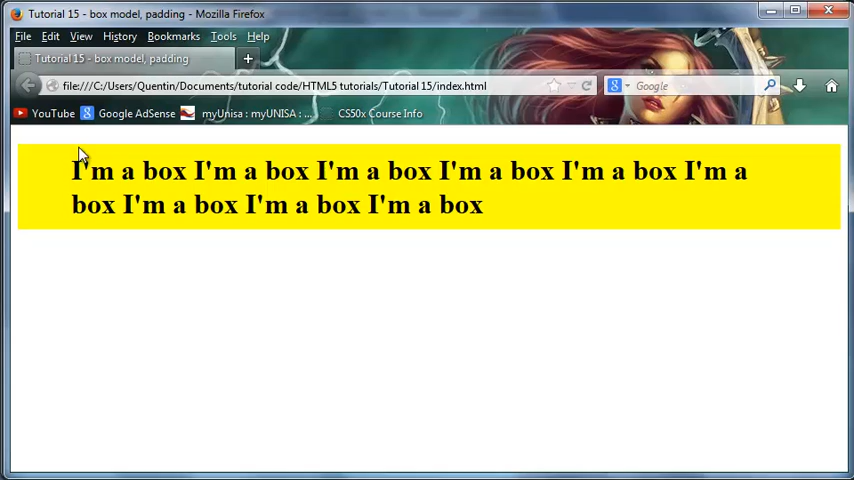 Tutorial 15 - box model, padding - Mozilla Firefox
File Edit View History Bookmarks Tools Help
Tutorial 15 - box model, padding +
file:///C:/Users/Quentin/Documents/tutorial code/HTML5 tutorials/Tutorial 15/index.html Google
YouTube Google AdSense myUnisa : myUNISA : ... CS50x Course Info
I'm a box I'm a box I'm a box I'm a box I'm a box I'm a
box I'm a box I'm a box I'm a box